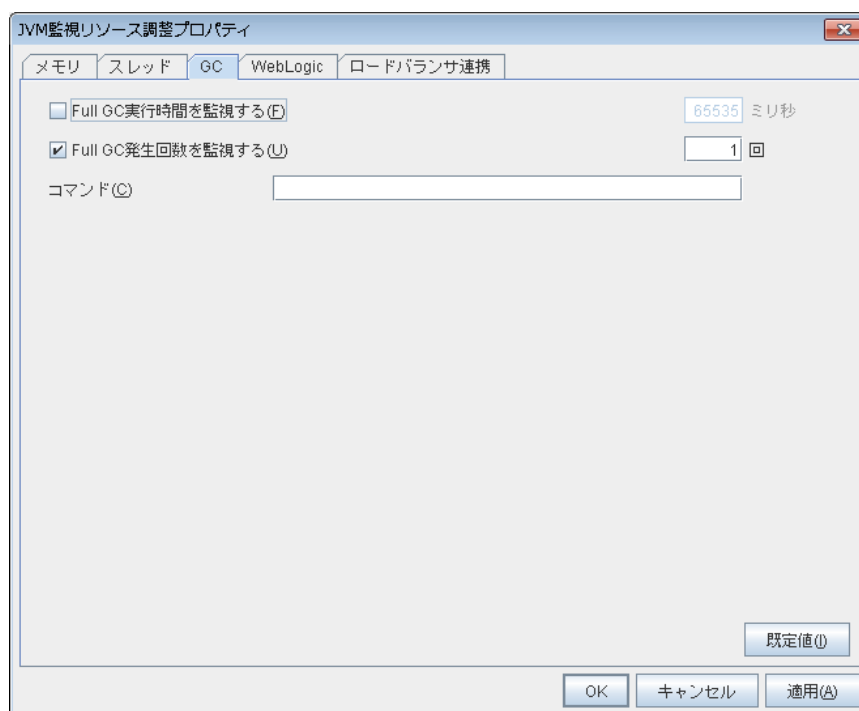 JVM監視リソース調整プロパティ
メモリ スレッド GC WebLogic ロードバランサ連携
Full GC実行時間を監視する(F) 65535 ミリ秒
Full GC発生回数を監視する(U) 1 回
コマンド(C)
既定値(I)
OK キャンセル 適用(A)